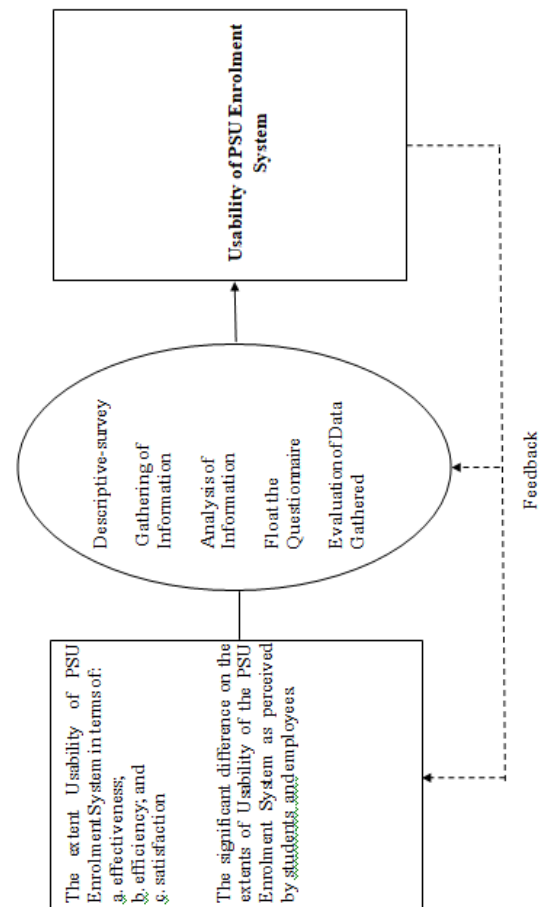 The extent Usability of PSU
Enrolment System in terms of:
a. effectiveness;
b. efficiency; and
c. satisfaction
The significant difference on the
extents of Usability of the PSU
Enrolment System as perceived
by students and employees.
Descriptive-survey
Gathering of
Information
Analysis of
Information
Float the
Questionnaire
Evaluation of Data
Gathered
Usability of PSU Enrolment
System
Feedback